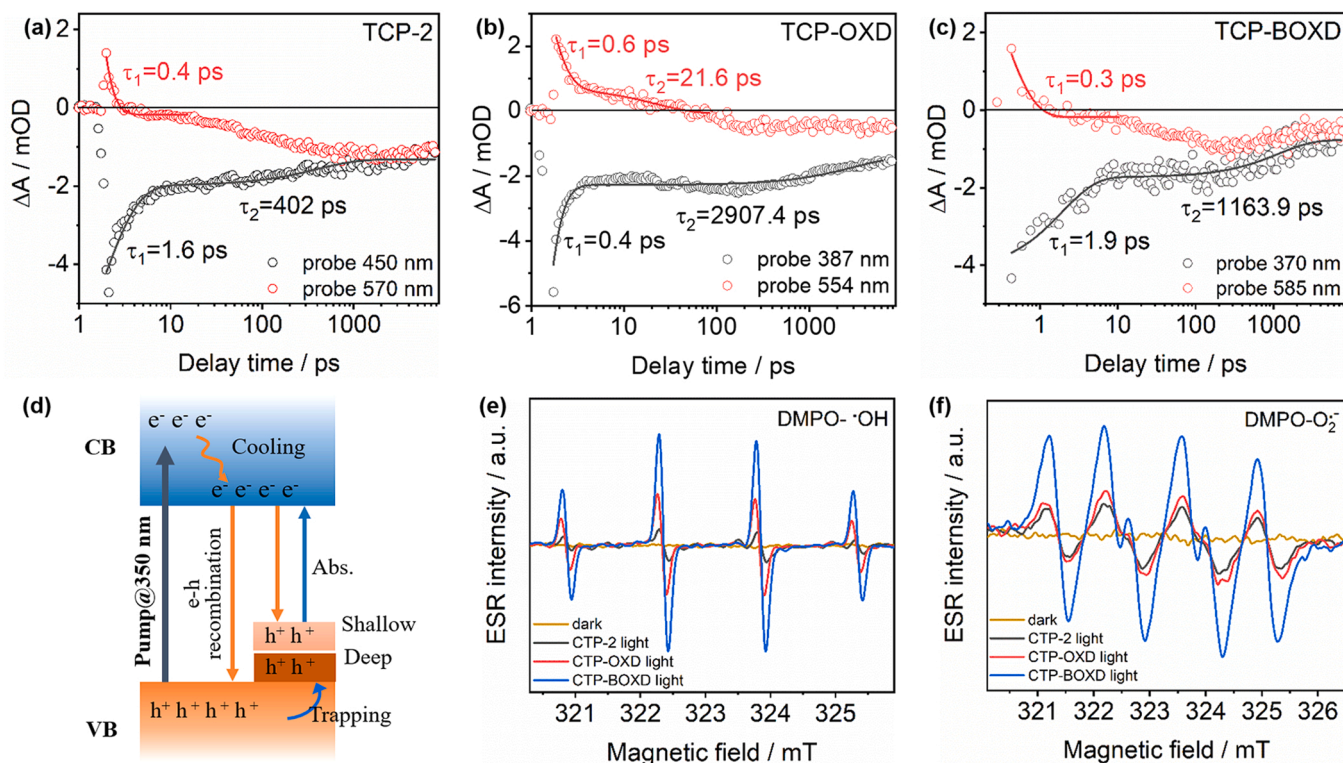 (a)
TCP-2
τ1=0.4 ps
τ2=402 ps
τ1=1.6 ps
probe 450 nm
probe 570 nm
2
0
-2
-4
ΔA / mOD
1
10
100
1000
Delay time / ps
(b)
TCP-OXD
τ1=0.6 ps
τ2=21.6 ps
τ2=2907.4 ps
τ1=0.4 ps
probe 387 nm
probe 554 nm
2
0
-2
-4
-6
ΔA / mOD
1
10
100
1000
Delay time / ps
(c)
TCP-BOXD
τ1=0.3 ps
τ2=1163.9 ps
τ1=1.9 ps
probe 370 nm
probe 585 nm
2
0
-2
-4
ΔA / mOD
1
10
100
1000
Delay time / ps
(d)
CB
e- e- e-
Cooling
e- e- e- e-
Pump@350 nm
e-h
recombination
Abs.
h+ h+
Shallow
h+ h+
Deep
h+ h+ h+ h+
Trapping
VB
(e)
DMPO- ·OH
ESR internsity / a.u.
dark
CTP-2 light
CTP-OXD light
CTP-BOXD light
321
322
323
324
325
Magnetic field / mT
(f)
DMPO-O2·-
ESR internsity / a.u.
dark
CTP-2 light
CTP-OXD light
CTP-BOXD light
321
322
323
324
325
326
Magnetic field / mT